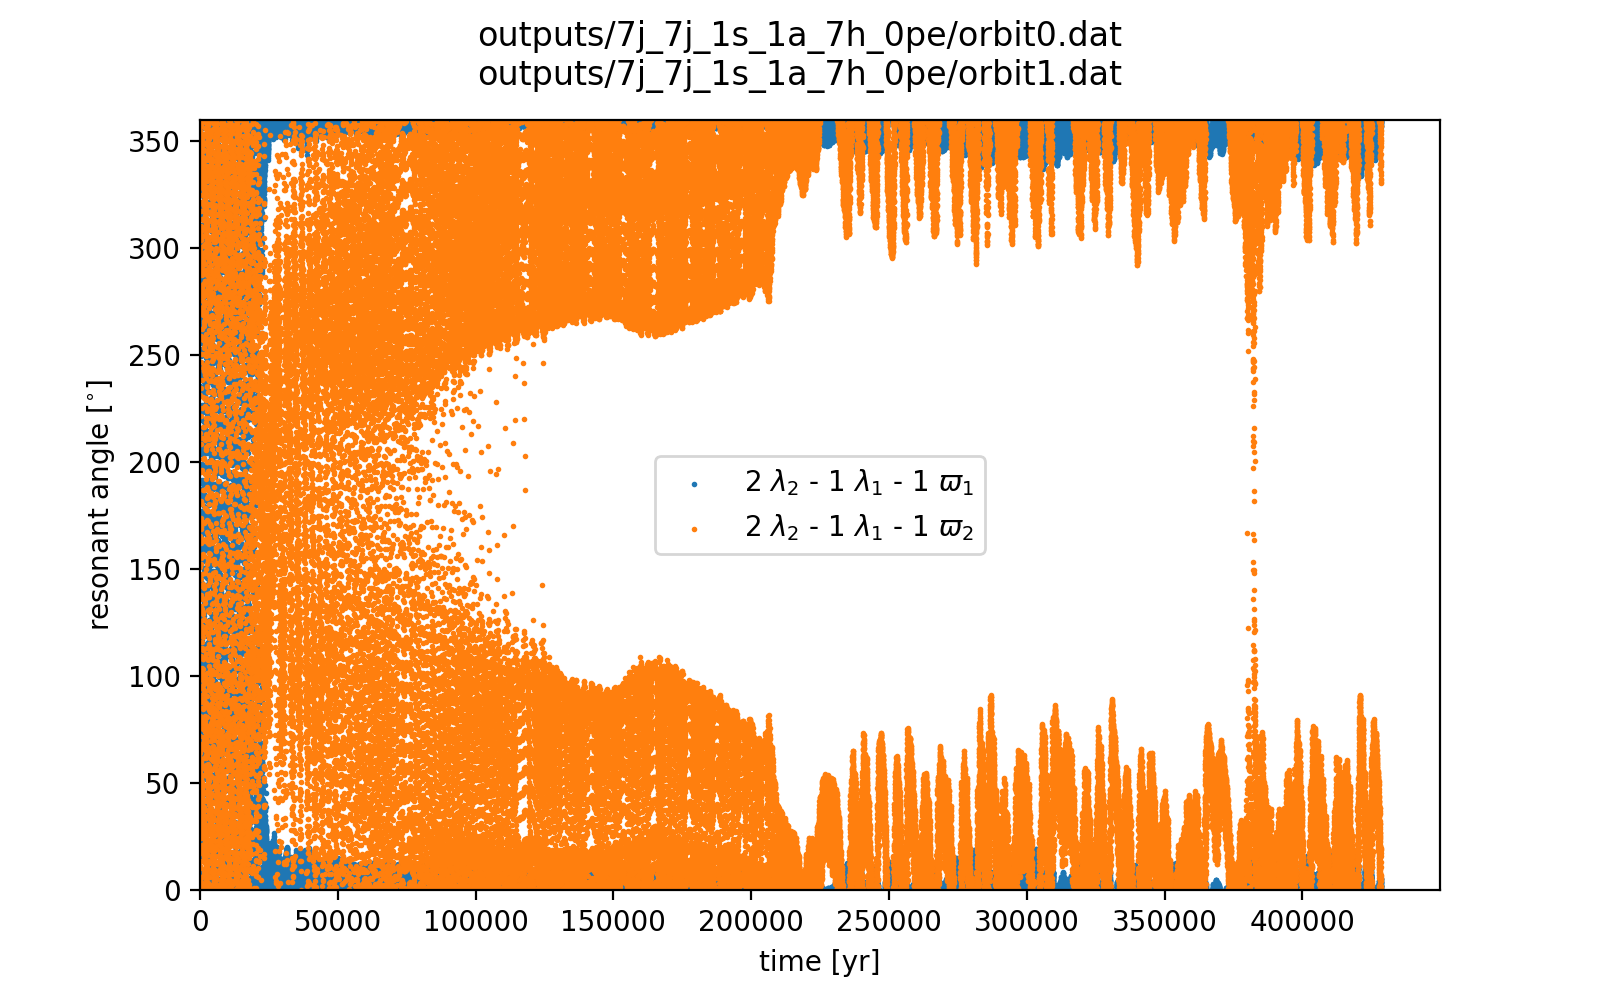 outputs/7j_7j_1s_1a_7h_0pe/orbit0.dat
outputs/7j_7j_1s_1a_7h_0pe/orbit1.dat
350
300
250
200
150
100
50
0
resonant angle [°]
2 λ₂ - 1 λ₁ - 1 ϖ₁
2 λ₂ - 1 λ₁ - 1 ϖ₂
0 50000 100000 150000 200000 250000 300000 350000 400000
time [yr]